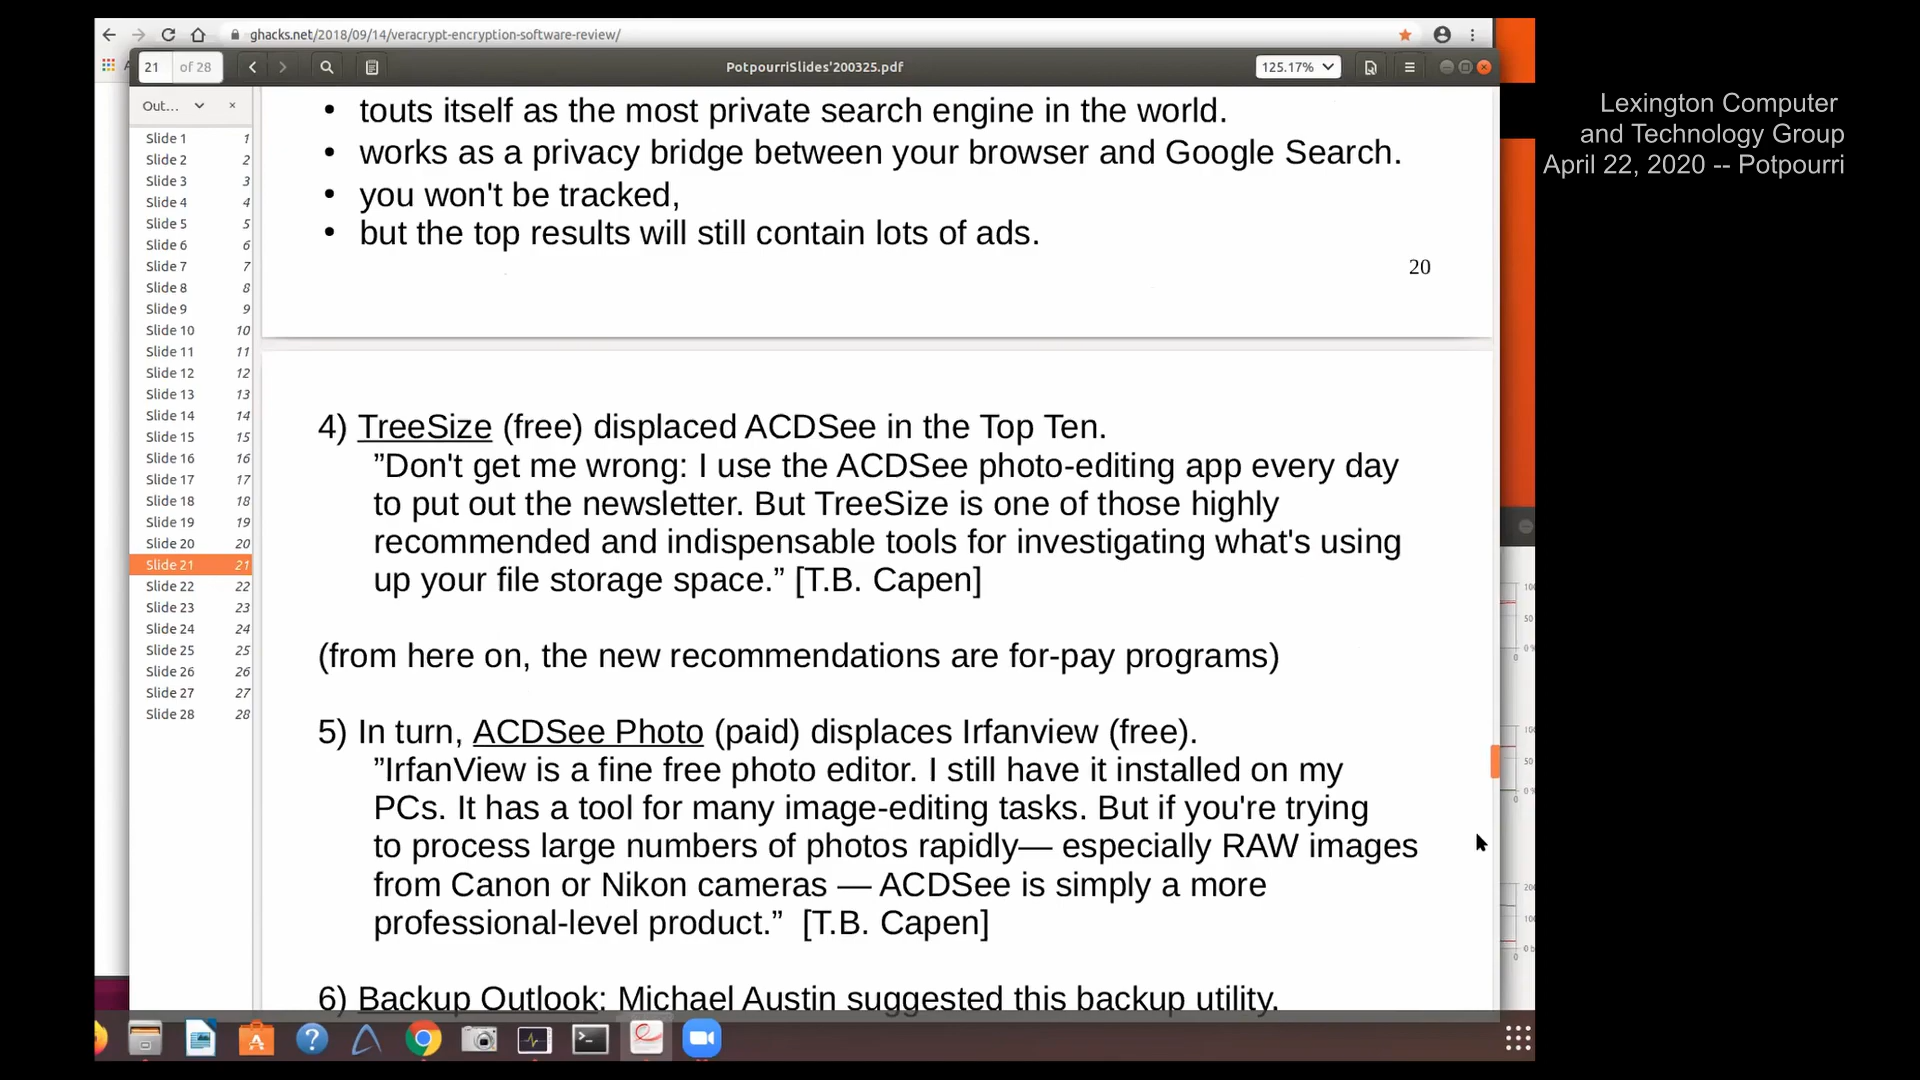 ghacks.net/2018/09/14/veracrypt-encryption-software-review/
21 of 28
PotpourriSlides'200325.pdf
125.17%
Out...
Slide 1 1
Slide 2 2
Slide 3 3
Slide 4 4
Slide 5 5
Slide 6 6
Slide 7 7
Slide 8 8
Slide 9 9
Slide 10 10
Slide 11 11
Slide 12 12
Slide 13 13
Slide 14 14
Slide 15 15
Slide 16 16
Slide 17 17
Slide 18 18
Slide 19 19
Slide 20 20
Slide 21 21
Slide 22 22
Slide 23 23
Slide 24 24
Slide 25 25
Slide 26 26
Slide 27 27
Slide 28 28
• touts itself as the most private search engine in the world.
• works as a privacy bridge between your browser and Google Search.
• you won't be tracked,
• but the top results will still contain lots of ads.
20
4) TreeSize (free) displaced ACDSee in the Top Ten.
”Don't get me wrong: I use the ACDSee photo-editing app every day
to put out the newsletter. But TreeSize is one of those highly
recommended and indispensable tools for investigating what's using
up your file storage space.” [T.B. Capen]
(from here on, the new recommendations are for-pay programs)
5) In turn, ACDSee Photo (paid) displaces Irfanview (free).
”IrfanView is a fine free photo editor. I still have it installed on my
PCs. It has a tool for many image-editing tasks. But if you're trying
to process large numbers of photos rapidly— especially RAW images
from Canon or Nikon cameras — ACDSee is simply a more
professional-level product.” [T.B. Capen]
6) Backup Outlook: Michael Austin suggested this backup utility.
Lexington Computer
and Technology Group
April 22, 2020 -- Potpourri